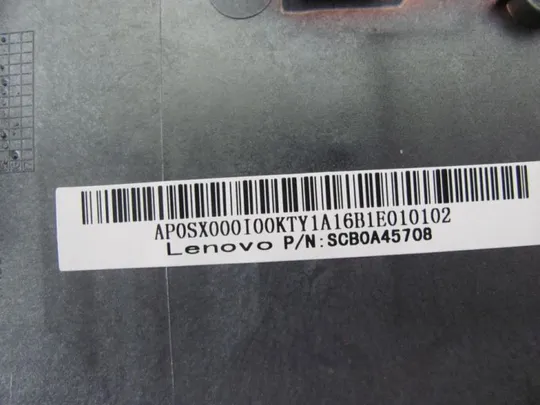 AP0SX000I00KTY1A16B1E010102
Lenovo P/N:SCB0A45708